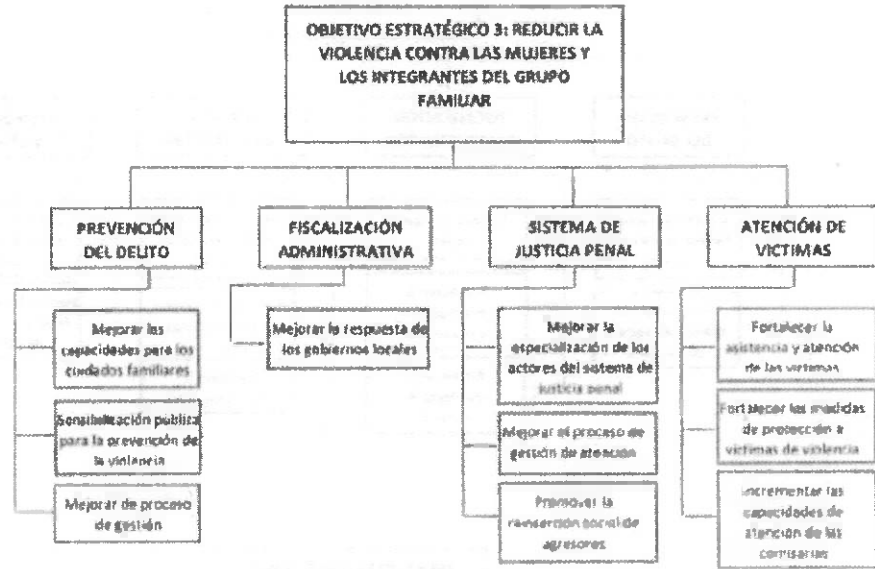 OBJETIVO ESTRATÉGICO 3: REDUCIR LA
VIOLENCIA CONTRA LAS MUJERES Y
LOS INTEGRANTES DEL GRUPO
FAMILIAR
PREVENCIÓN
DEL DELITO
Mejorar las
capacidades para los
cuidados familiares
Sensibilización pública
para la prevención de
la violencia
Mejorar de proceso
de gestión
FISCALIZACIÓN
ADMINISTRATIVA
Mejorar la respuesta de
los gobiernos locales
SISTEMA DE
JUSTICIA PENAL
Mejorar la
especialización de los
actores del sistema de
justicia penal
Mejorar el proceso de
gestión de atención
Promover la
reinserción social de
agresores
ATENCIÓN DE
VICTIMAS
Fortalecer la
asistencia y atención
de las victimas
Fortalecer las medidas
de protección a
victimas de violencia
Incrementar las
capacidades de
atención de las
comisarías